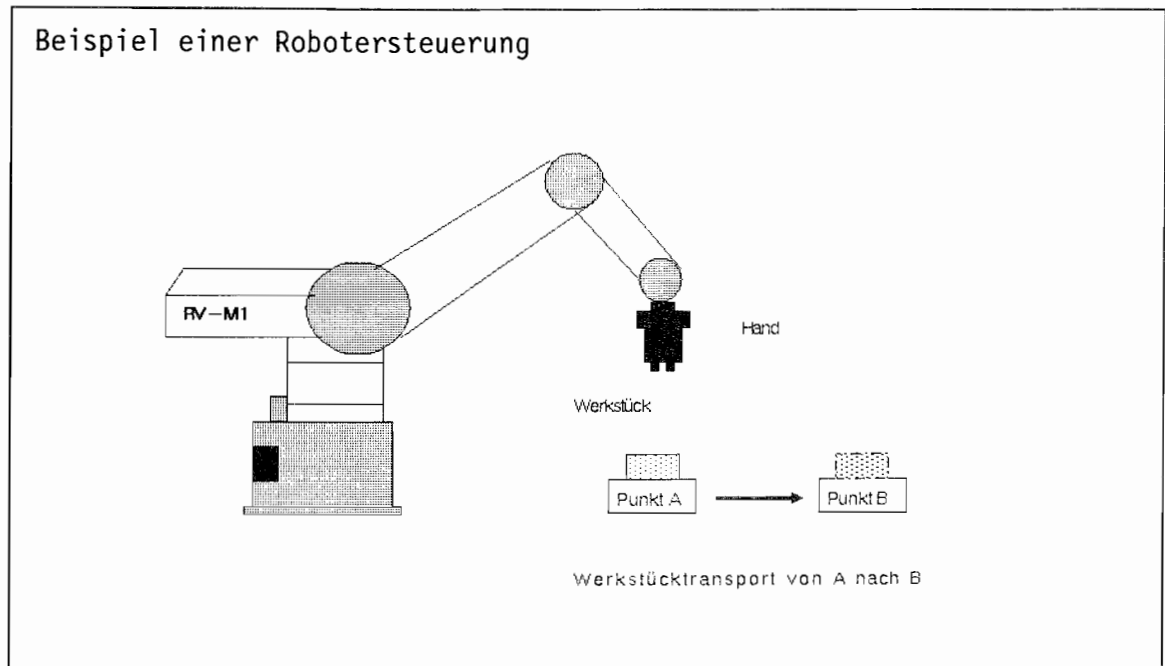 Beispiel einer Robotersteuerung
RV-M1
Hand
Werkstück
Punkt A
Punkt B
Werkstücktransport von A nach B